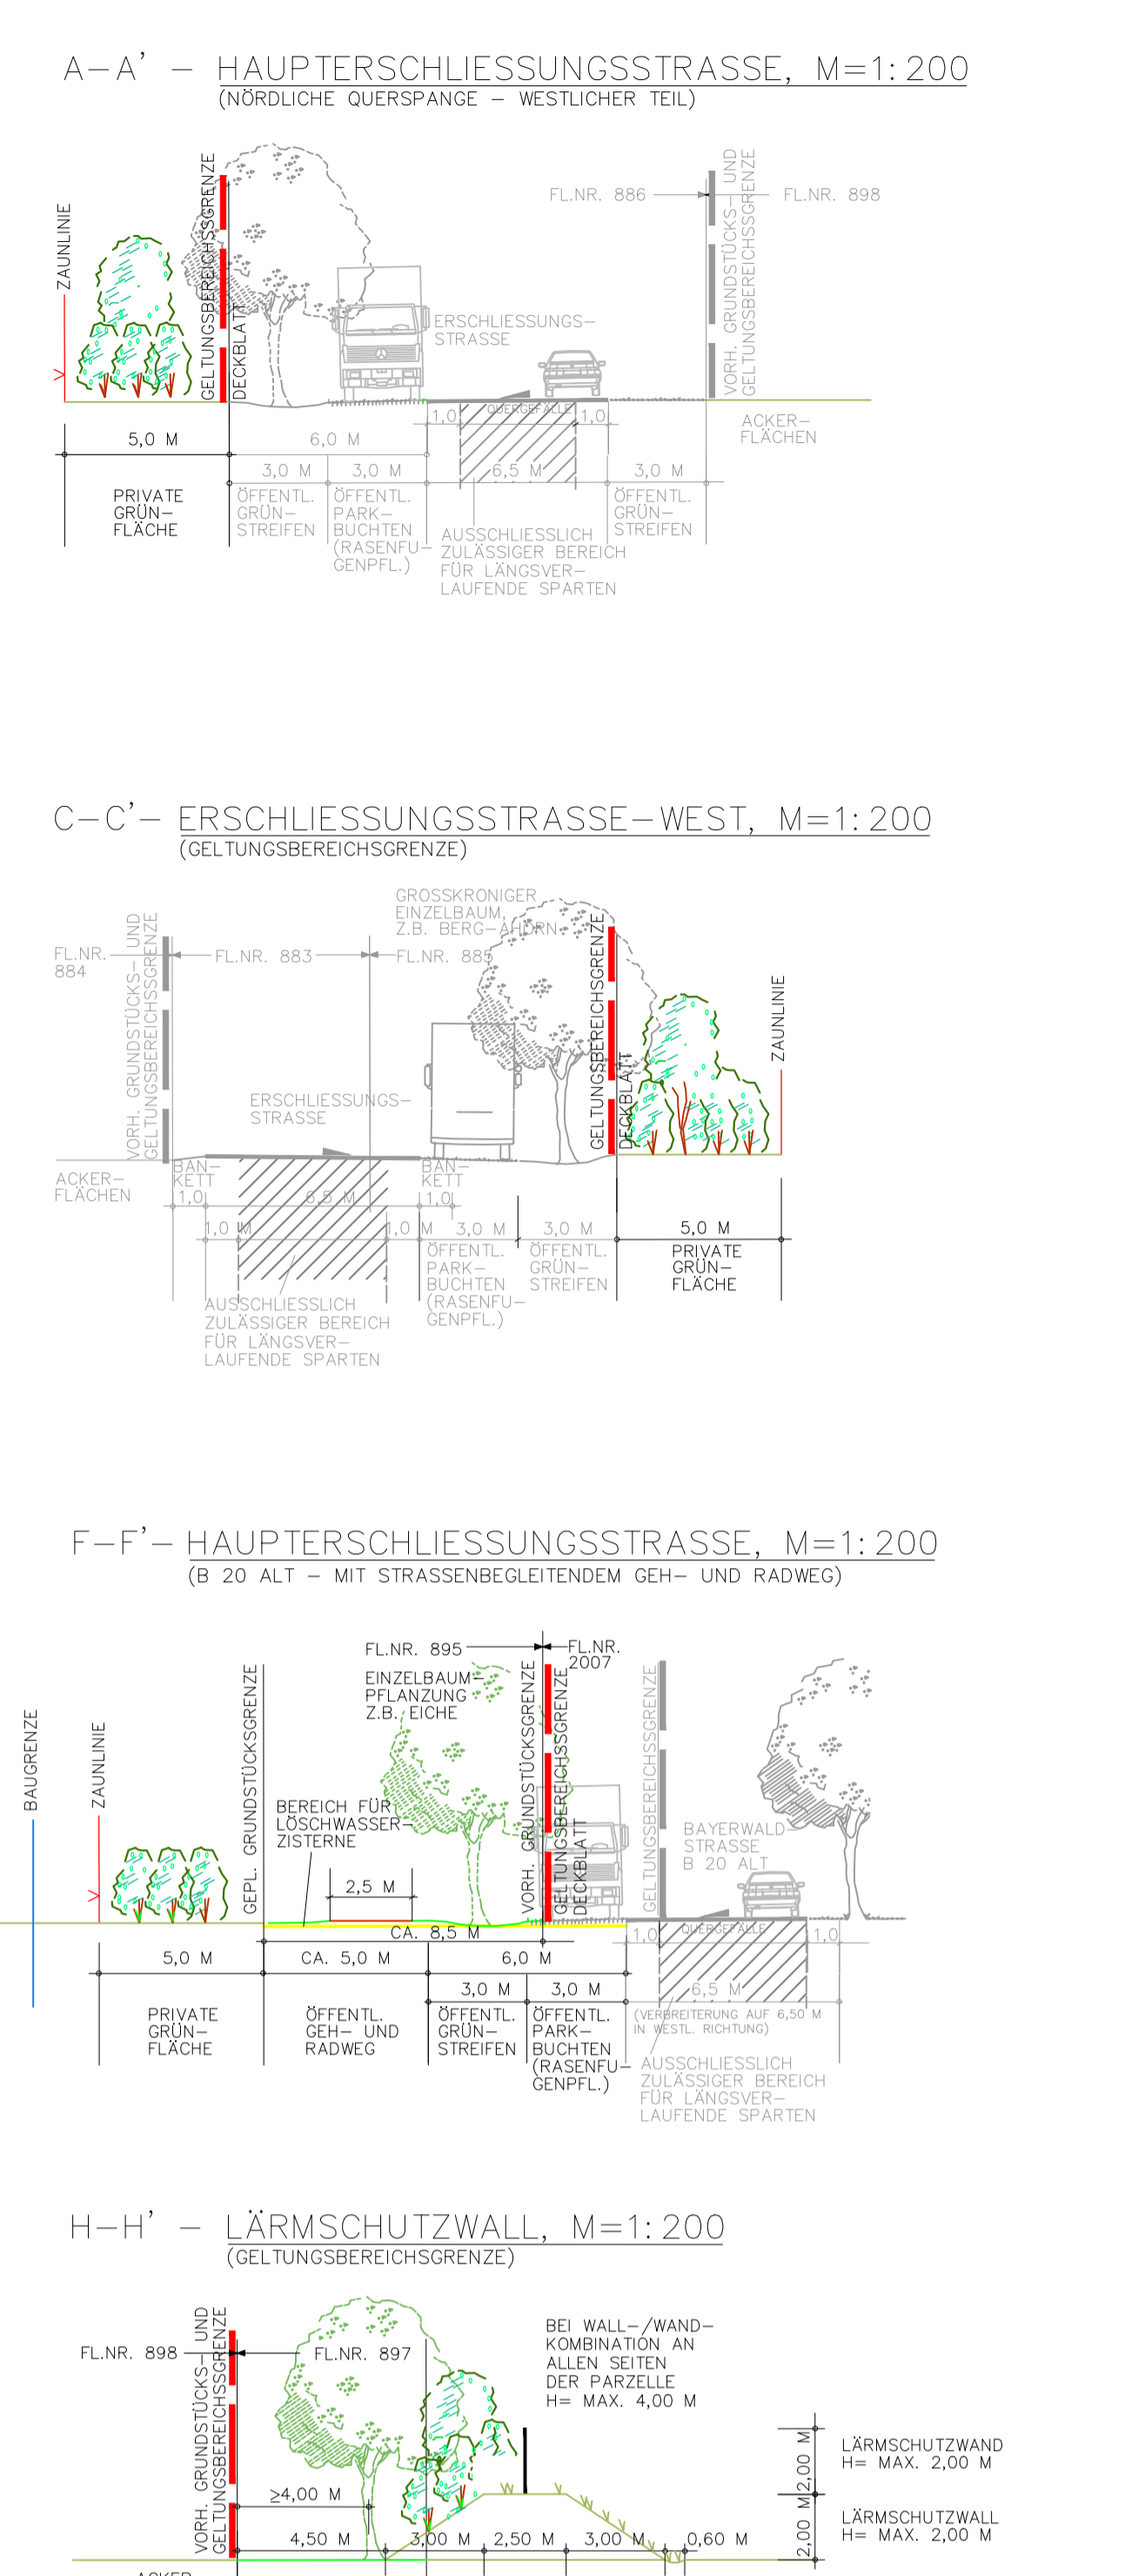 A-A' - HAUPTERSCHLIESSUNGSSTRASSE, M=1:200
(NÖRDLICHE QUERSPANGE - WESTLICHER TEIL)
ZAUNLINIE
GELTUNGSBEREICHSSGRENZE
DECKBLATT
FL.NR. 886
FL.NR. 898
VORH. GRUNDSTÜCKS- UND
GELTUNGSBEREICHSSGRENZE
ERSCHLIESSUNGS-
STRASSE
QUERGEFÄLLE
1,0
1,0
ACKER-
FLÄCHEN
5,0 M
6,0 M
3,0 M
3,0 M
6,5 M
3,0 M
PRIVATE
GRÜN-
FLÄCHE
ÖFFENTL.
GRÜN-
STREIFEN
ÖFFENTL.
PARK-
BUCHTEN
(RASENFU-
GENPFL.)
AUSSCHLIESSLICH
ZULÄSSIGER BEREICH
FÜR LÄNGSVER-
LAUFENDE SPARTEN
ÖFFENTL.
GRÜN-
STREIFEN
C-C'- ERSCHLIESSUNGSSTRASSE-WEST, M=1:200
(GELTUNGSBEREICHSGRENZE)
GROSSKRONIGER
EINZELBAUM,
Z.B. BERG-AHORN
FL.NR.
884
VORH. GRUNDSTÜCKS- UND
GELTUNGSBEREICHSSGRENZE
FL.NR. 883
FL.NR. 885
GELTUNGSBEREICHSGRENZE
DECKBLATT
ZAUNLINIE
ERSCHLIESSUNGS-
STRASSE
ACKER-
FLÄCHEN
BAN-
KETT
1,0
6,5 M
BAN-
KETT
1,0
1,0 M
1,0 M
3,0 M
3,0 M
5,0 M
ÖFFENTL.
PARK-
BUCHTEN
(RASENFU-
GENPFL.)
ÖFFENTL.
GRÜN-
STREIFEN
PRIVATE
GRÜN-
FLÄCHE
AUSSCHLIESSLICH
ZULÄSSIGER BEREICH
FÜR LÄNGSVER-
LAUFENDE SPARTEN
F-F'- HAUPTERSCHLIESSUNGSSTRASSE, M=1:200
(B 20 ALT - MIT STRASSENBEGLEITENDEM GEH- UND RADWEG)
FL.NR. 895
FL.NR.
2007
BAUGRENZE
ZAUNLINIE
GEPL. GRUNDSTÜCKSGRENZE
EINZELBAUM-
PFLANZUNG
Z.B. EICHE
VORH. GRUNDSTÜCKSGRENZE
GELTUNGSBEREICHSSGRENZE
DECKBLATT
GELTUNGSBEREICHSSGRENZE
BEREICH FÜR
LÖSCHWASSER-
ZISTERNE
BAYERWALD-
STRASSE
B 20 ALT
2,5 M
CA. 8,5 M
QUERGEFÄLLE
1,0
1,0
5,0 M
CA. 5,0 M
6,0 M
3,0 M
3,0 M
6,5 M
PRIVATE
GRÜN-
FLÄCHE
ÖFFENTL.
GEH- UND
RADWEG
ÖFFENTL.
GRÜN-
STREIFEN
ÖFFENTL.
PARK-
BUCHTEN
(RASENFU-
GENPFL.)
(VERBREITERUNG AUF 6,50 M
IN WESTL. RICHTUNG)
AUSSCHLIESSLICH
ZULÄSSIGER BEREICH
FÜR LÄNGSVER-
LAUFENDE SPARTEN
H-H' - LÄRMSCHUTZWALL, M=1:200
(GELTUNGSBEREICHSGRENZE)
FL.NR. 898
VORH. GRUNDSTÜCKS- UND
GELTUNGSBEREICHSSGRENZE
FL.NR. 897
BEI WALL-/WAND-
KOMBINATION AN
ALLEN SEITEN
DER PARZELLE
H= MAX. 4,00 M
2,00 M
LÄRMSCHUTZWAND
H= MAX. 2,00 M
2,00 M
LÄRMSCHUTZWALL
H= MAX. 2,00 M
≥4,00 M
4,50 M
3,00 M
2,50 M
3,00 M
0,60 M